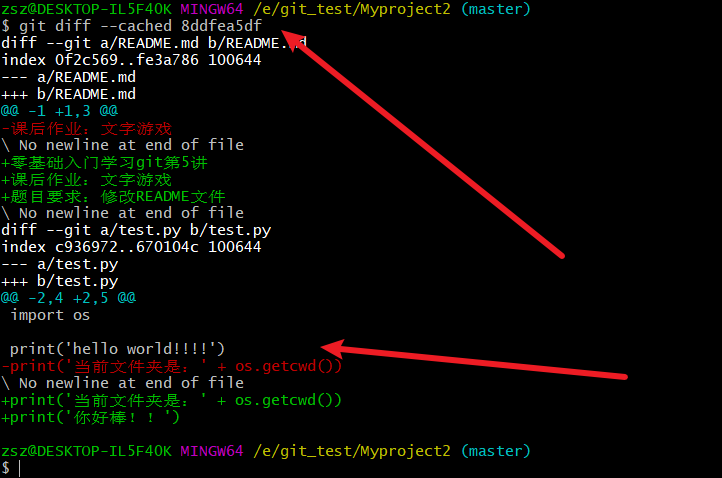 zsz@DESKTOP-IL5F4OK MINGW64 /e/git_test/Myproject2 (master)
$ git diff --cached 8ddfea5df
diff --git a/README.md b/README.md
index 0f2c569..fe3a786 100644
--- a/README.md
+++ b/README.md
@@ -1 +1,3 @@
-课后作业：文字游戏
\ No newline at end of file
+零基础入门学习git第5讲
+课后作业：文字游戏
+题目要求：修改README文件
\ No newline at end of file
diff --git a/test.py b/test.py
index c936972..670104c 100644
--- a/test.py
+++ b/test.py
@@ -2,4 +2,5 @@
 import os

 print('hello world!!!!')
-print('当前文件夹是：' + os.getcwd())
\ No newline at end of file
+print('当前文件夹是：' + os.getcwd())
+print('你好棒！！')

zsz@DESKTOP-IL5F4OK MINGW64 /e/git_test/Myproject2 (master)
$